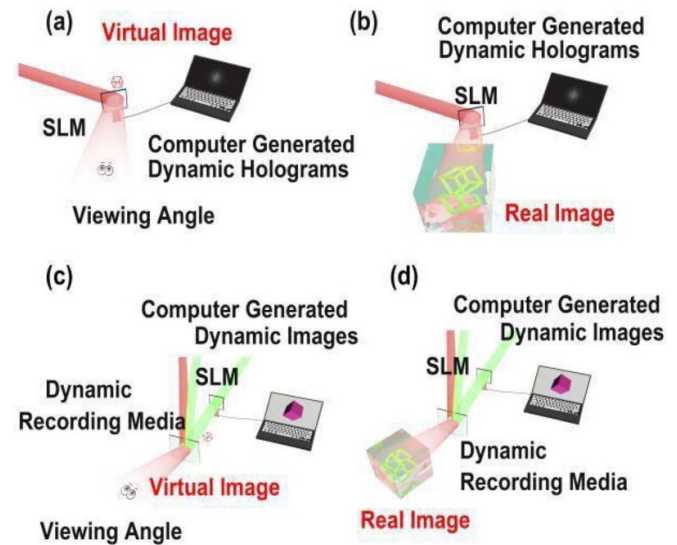 (a)
Virtual Image
SLM
Computer Generated
Dynamic Holograms
Viewing Angle
(b)
Computer Generated
Dynamic Holograms
SLM
Real Image
(c)
Computer Generated
Dynamic Images
SLM
Dynamic
Recording Media
Virtual Image
Viewing Angle
(d)
Computer Generated
Dynamic Images
SLM
Dynamic
Recording Media
Real Image